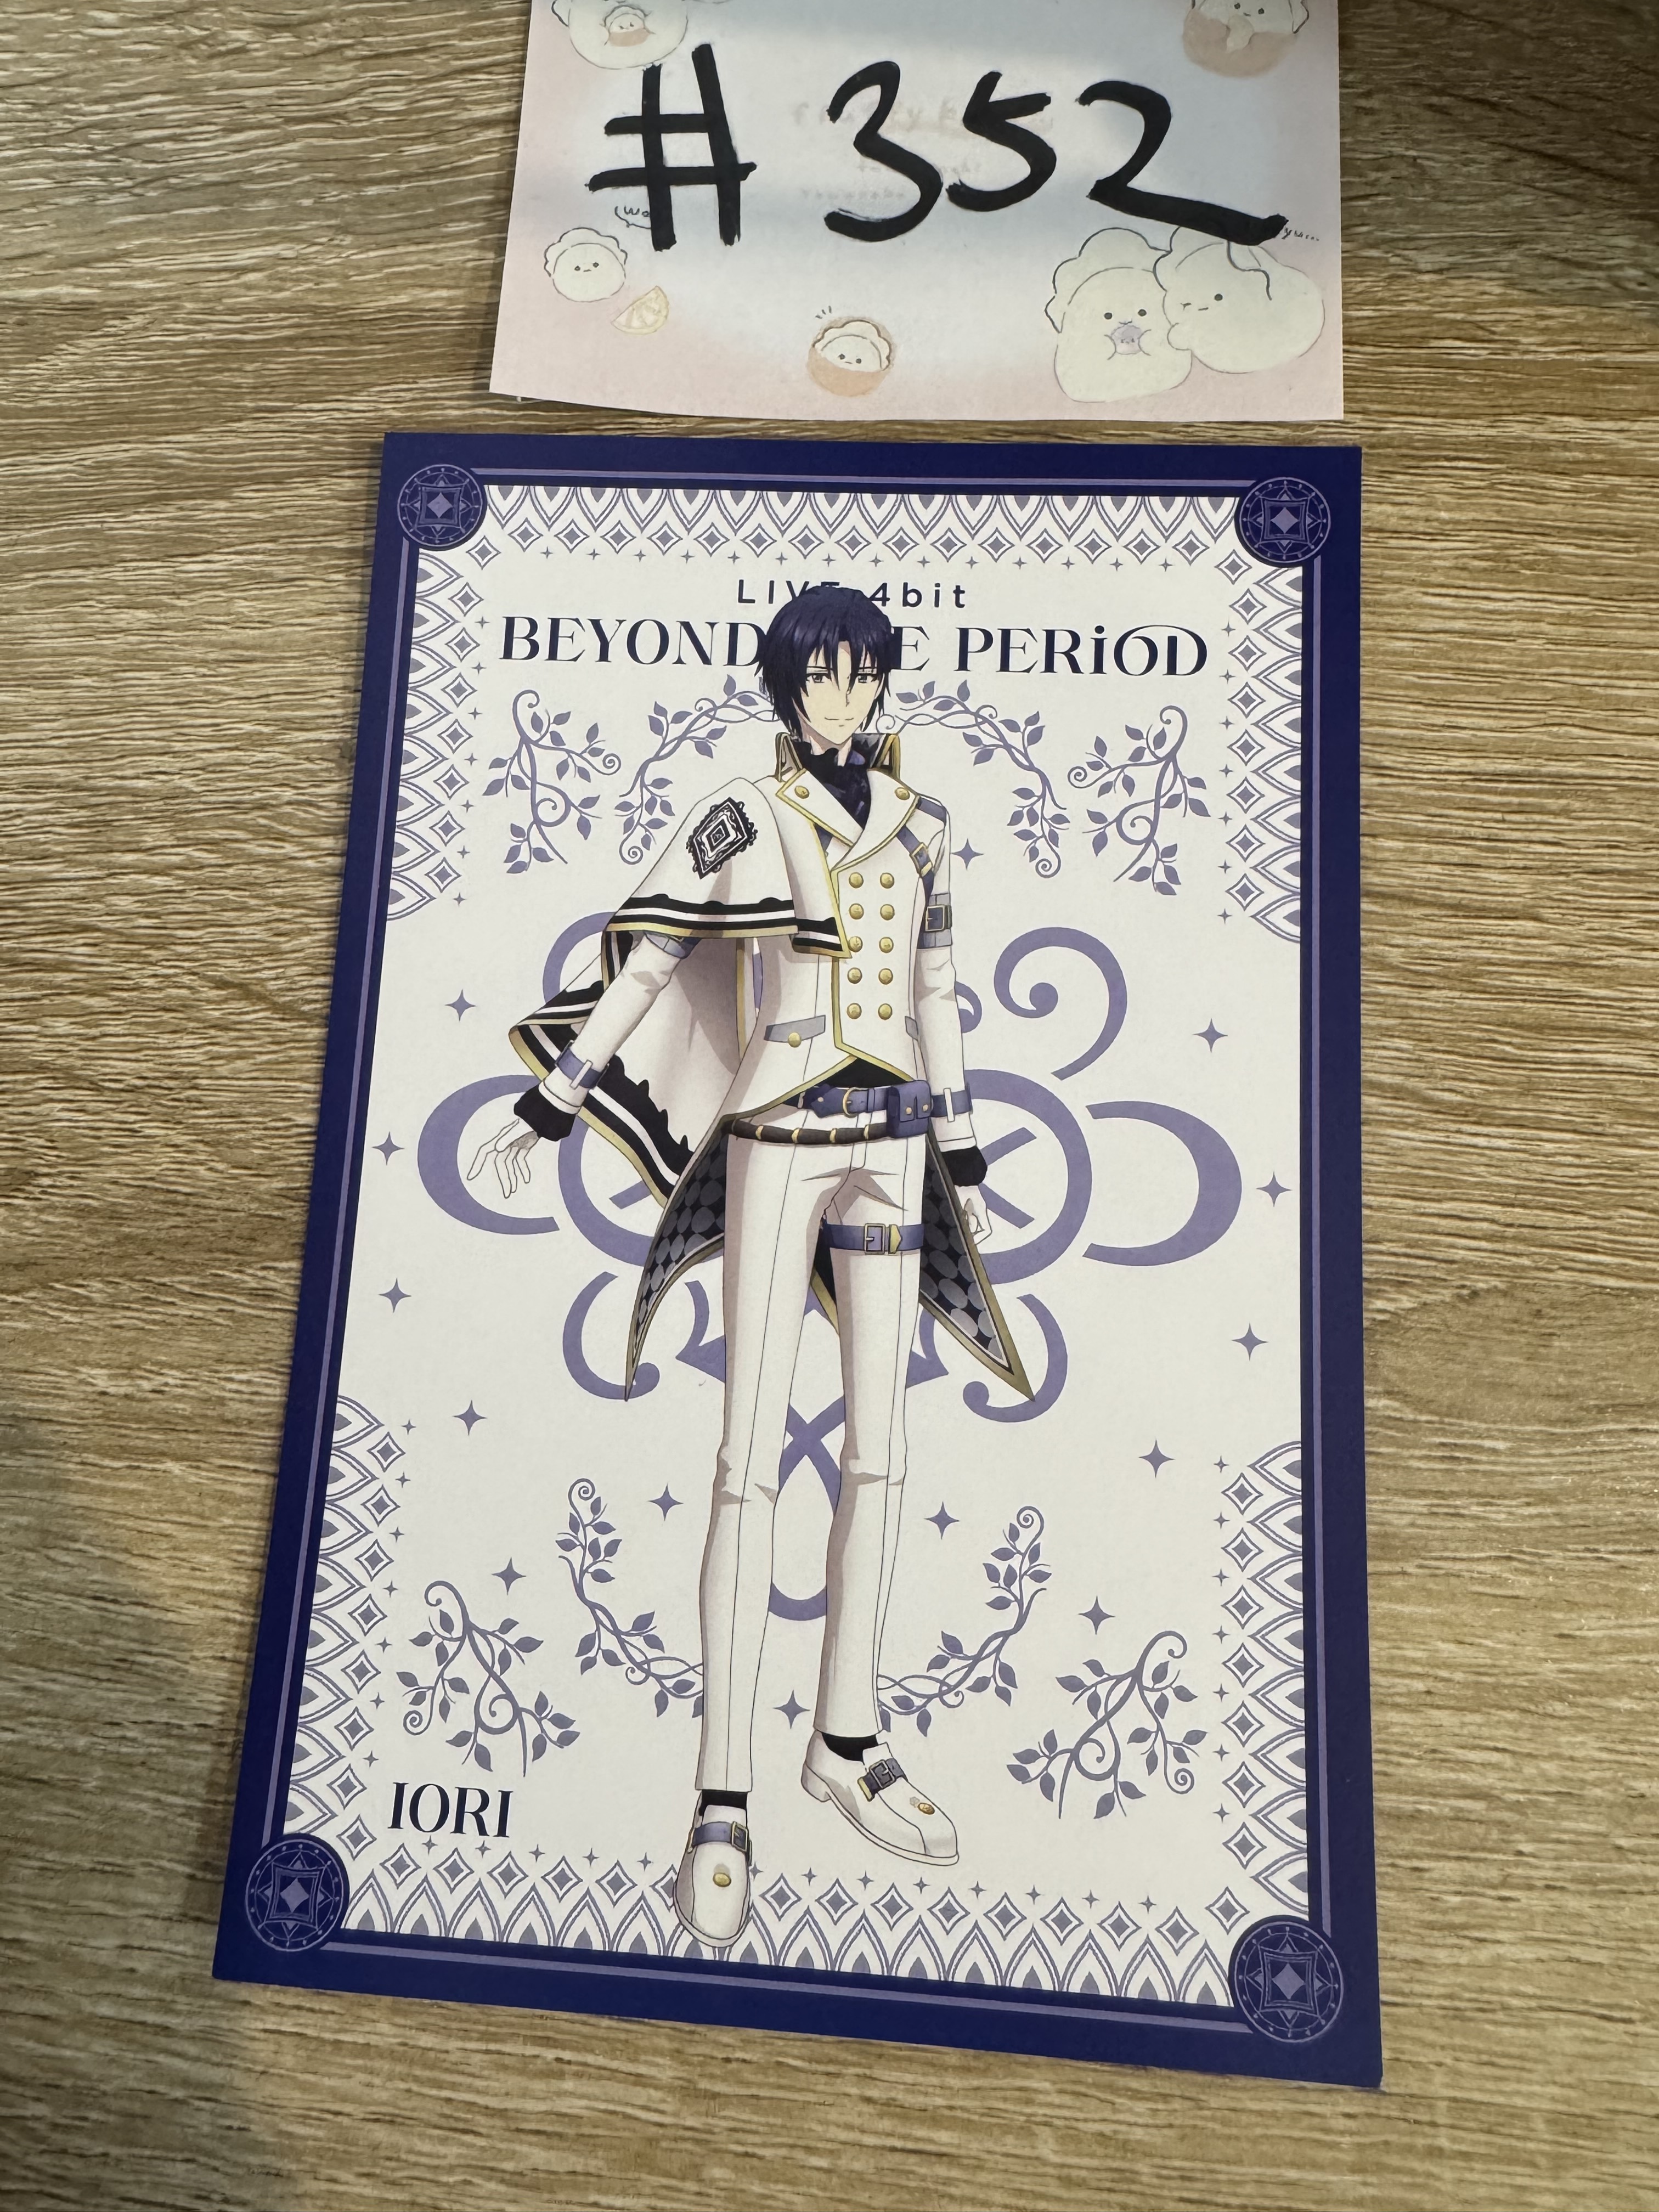 #352
LIVE 4bit
BEYOND THE PERiOD
IORI